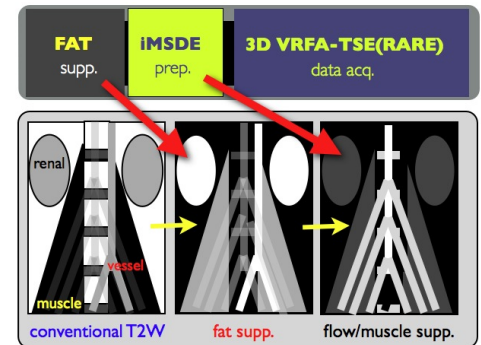 FAT
supp.
iMSDE
prep.
3D VRFA-TSE(RARE)
data acq.
renal
vessel
muscle
conventional T2W
fat supp.
flow/muscle supp.